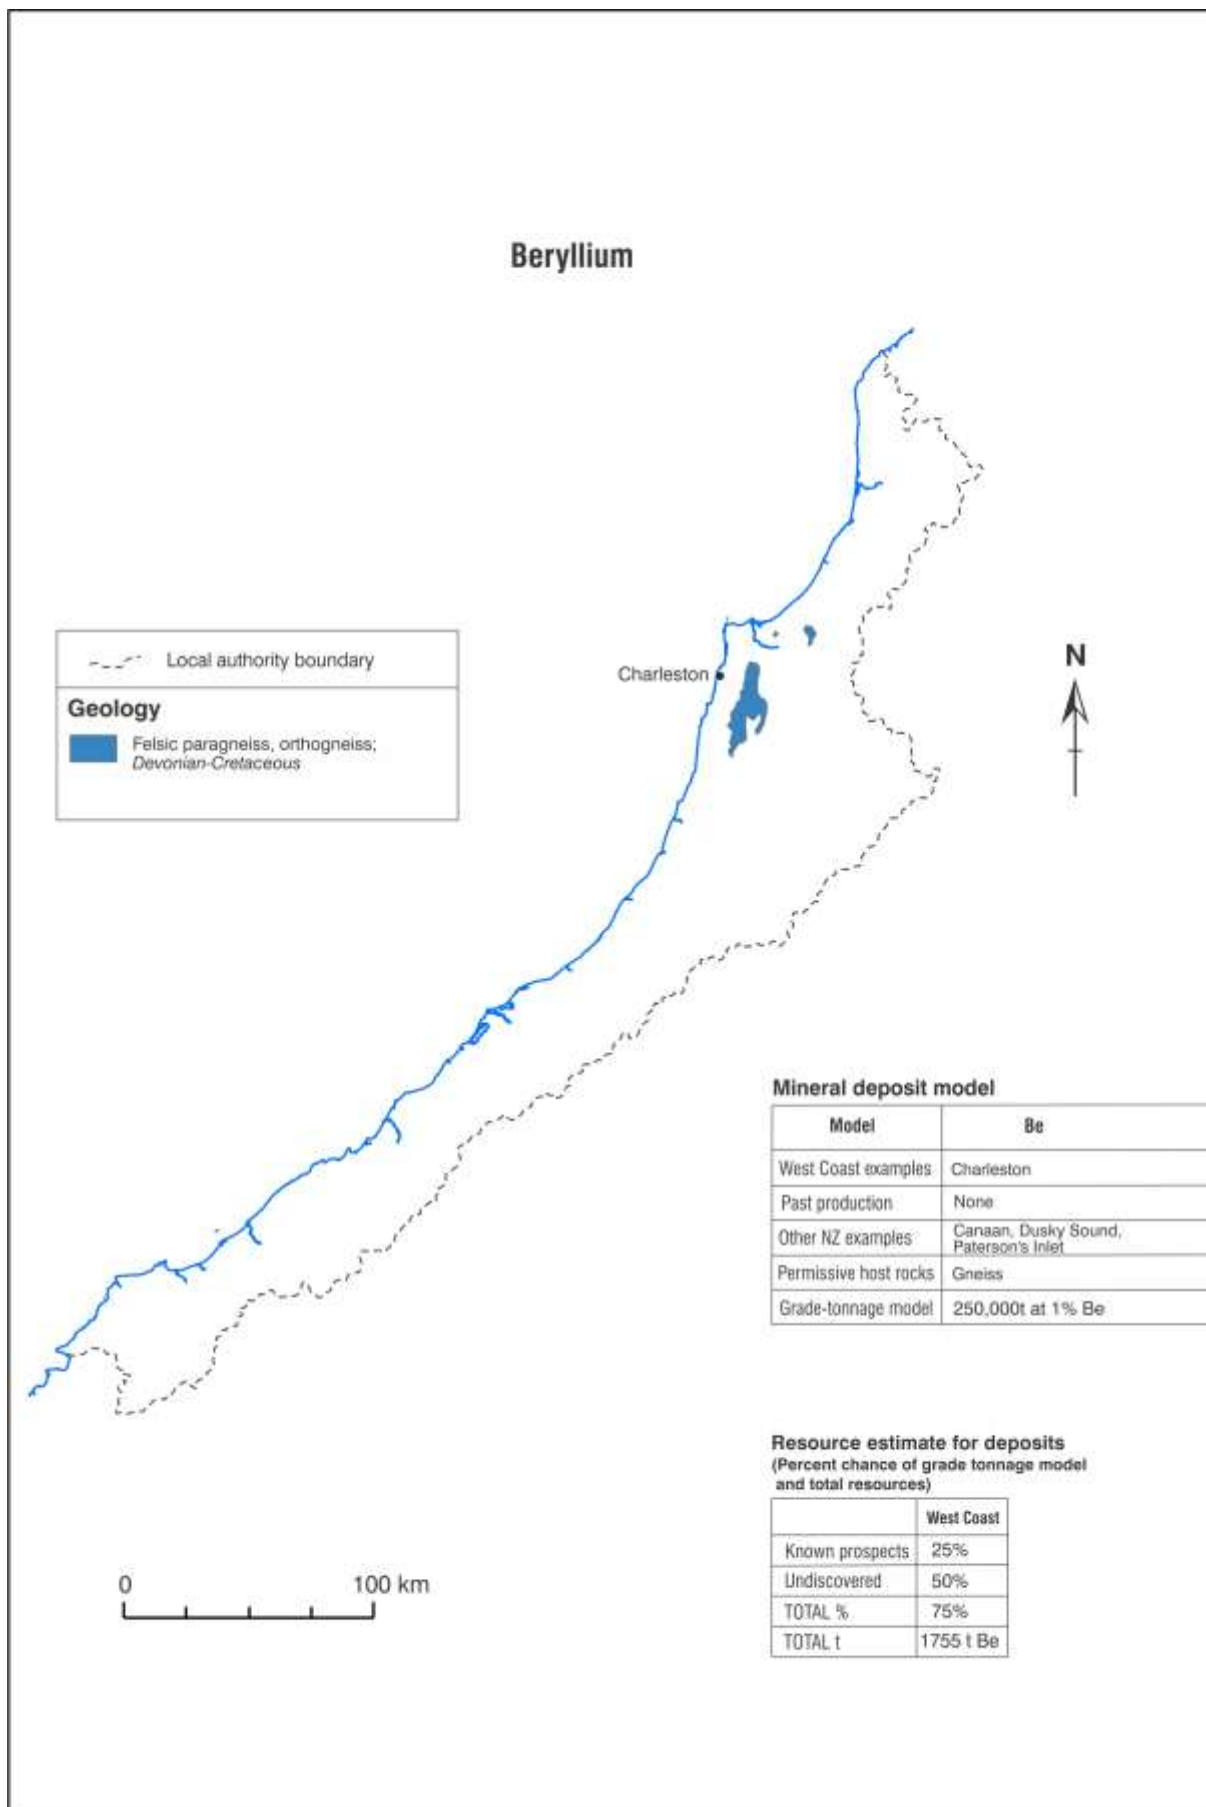 Beryllium
Local authority boundary
Geology
Felsic paragneiss, orthogneiss;
Devonian-Cretaceous
Charleston
N
Mineral deposit model
Model Be
West Coast examples Charleston
Past production None
Other NZ examples Canaan, Dusky Sound,
Paterson's Inlet
Permissive host rocks Gneiss
Grade-tonnage model 250,000t at 1% Be
Resource estimate for deposits
(Percent chance of grade tonnage model
and total resources)
West Coast
Known prospects 25%
Undiscovered 50%
TOTAL % 75%
TOTAL t 1755 t Be
0 100 km